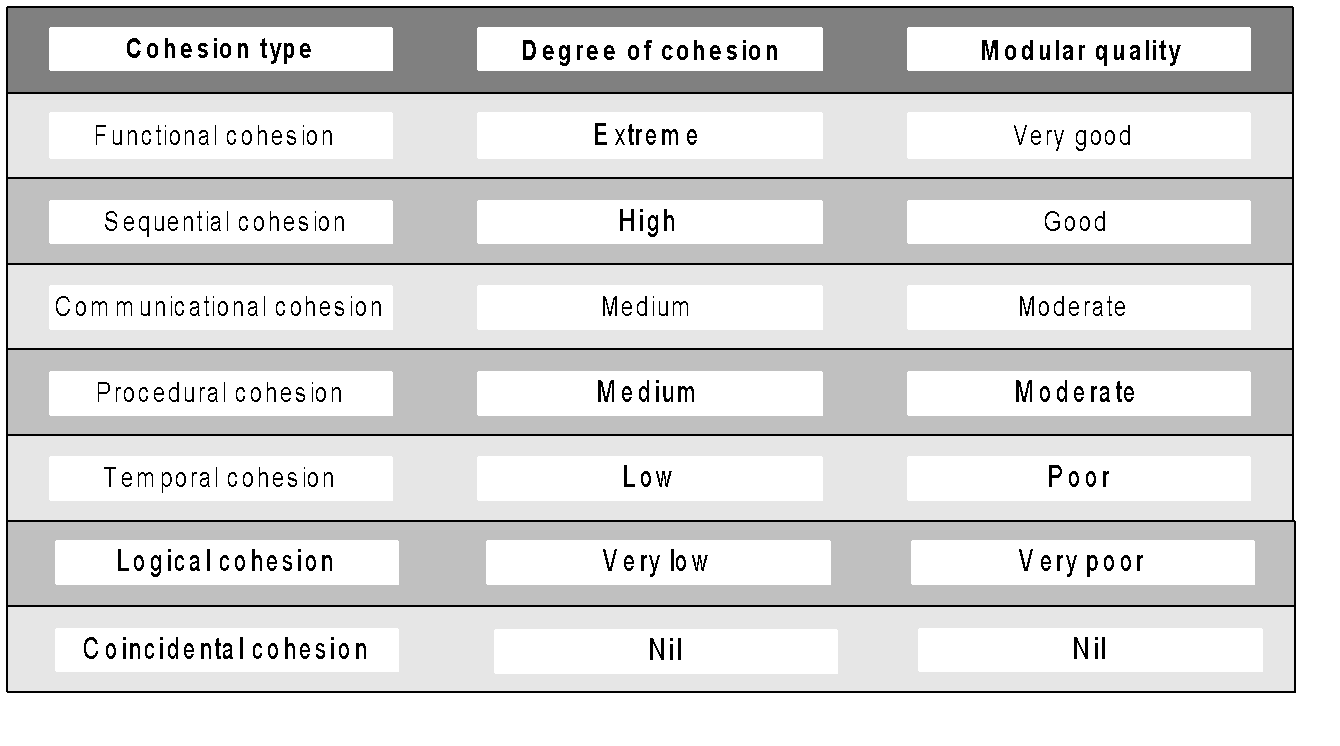 Cohesion type Degree of cohesion Modular quality
Functional cohesion Extreme Very good
Sequential cohesion High Good
Communicational cohesion Medium Moderate
Procedural cohesion Medium Moderate
Temporal cohesion Low Poor
Logical cohesion Very low Very poor
Coincidental cohesion Nil Nil